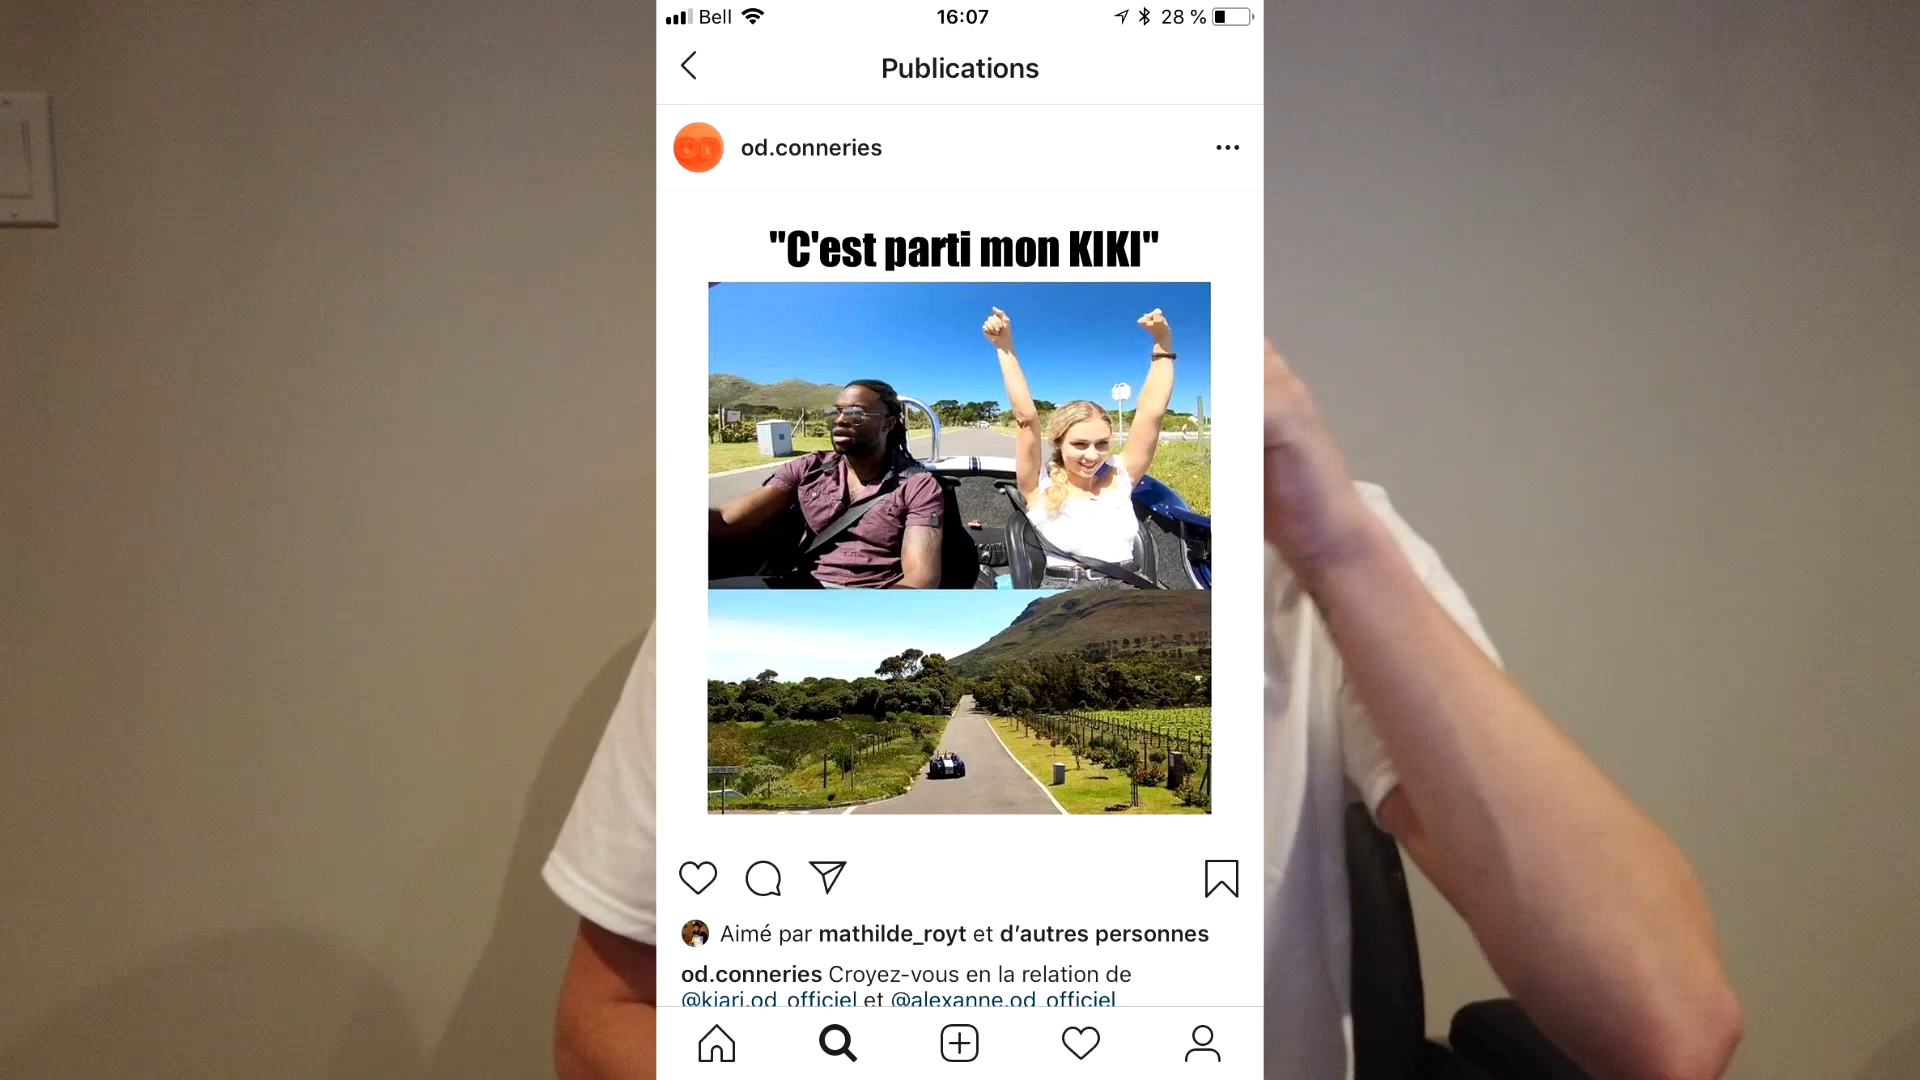 Bell 16:07 28 %
Publications
OD
od.conneries
"C'est parti mon KIKI"
Aimé par mathilde_royt et d'autres personnes
od.conneries Croyez-vous en la relation de
@kiari.od_officiel et @alexanne.od_officiel